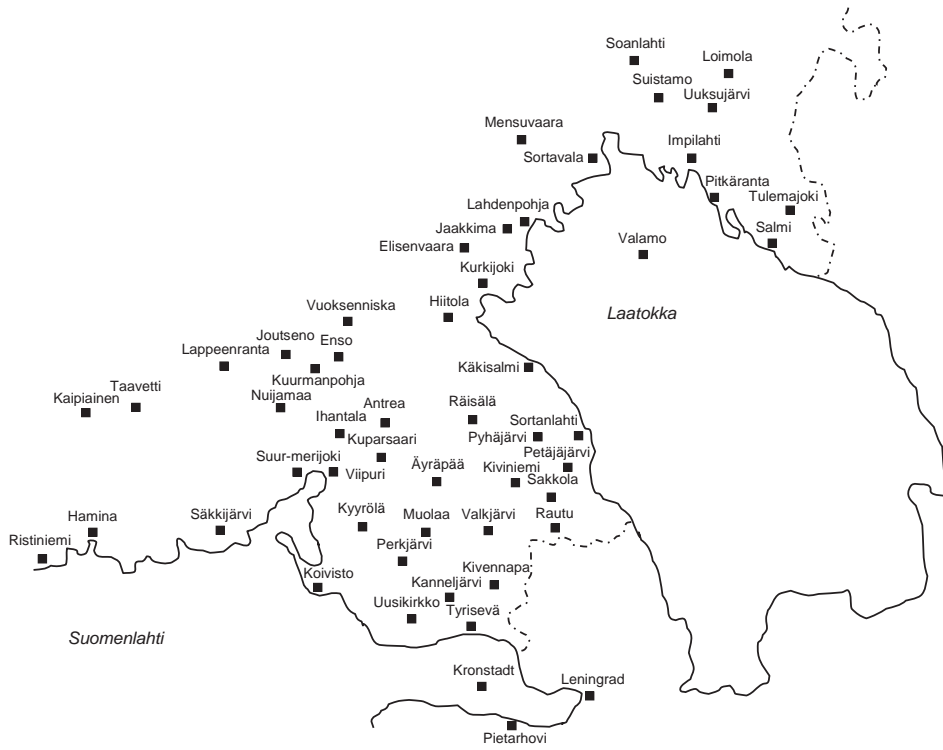 Soanlahti
Loimola
Suistamo
Uuksujärvi
Mensuvaara
Impilahti
Sortavala
Pitkäranta
Tulemajoki
Lahdenpohja
Jaakkima
Salmi
Valamo
Elisenvaara
Kurkijoki
Vuoksenniska
Hiitola
Laatokka
Joutseno
Enso
Lappeenranta
Käkisalmi
Kuurmanpohja
Taavetti
Nuijamaa
Kaipiainen
Antrea
Räisälä
Ihantala
Sortanlahti
Pyhäjärvi
Kuparsaari
Petäjäjärvi
Suur-merijoki
Äyräpää
Kiviniemi
Viipuri
Sakkola
Hamina
Säkkijärvi
Kyyrölä
Muolaa
Valkjärvi
Rautu
Ristiniemi
Perkjärvi
Koivisto
Kivennapa
Kanneljärvi
Uusikirkko
Tyrisevä
Suomenlahti
Kronstadt
Leningrad
Pietarhovi